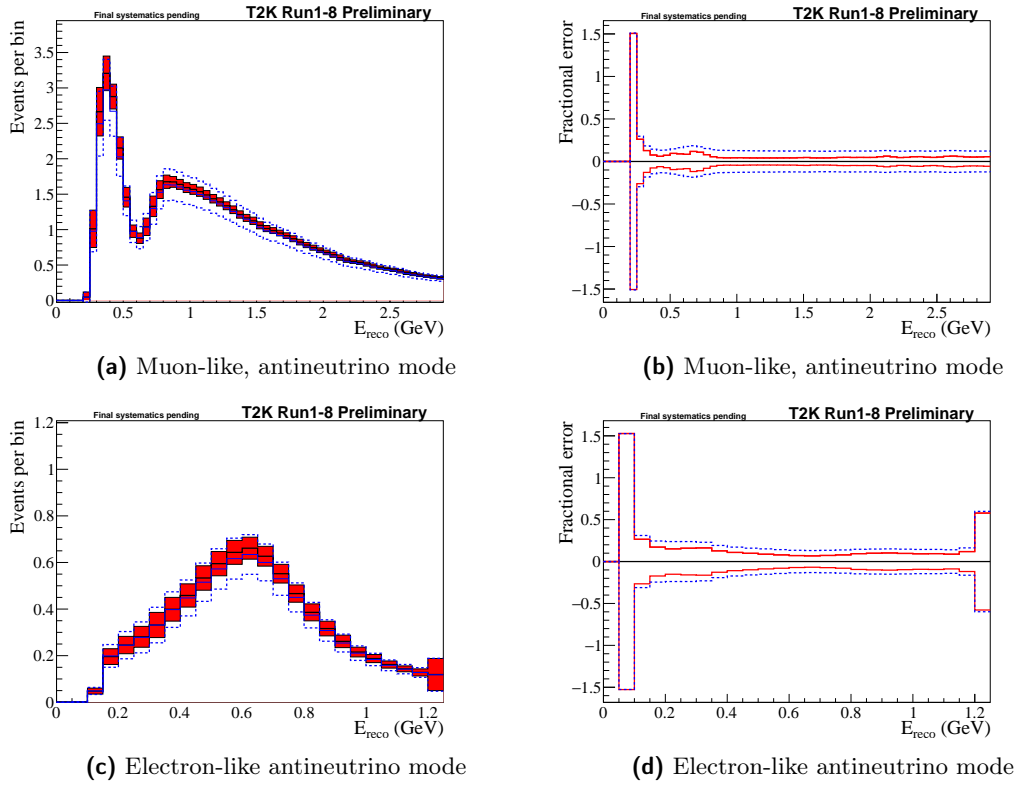 Final systematics pending T2K Run1-8 Preliminary
Events per bin
3.5
3
2.5
2
1.5
1
0.5
0
0 0.5 1 1.5 2 2.5
E_reco (GeV)
(a) Muon-like, antineutrino mode
Final systematics pending T2K Run1-8 Preliminary
Fractional error
1.5
1
0.5
0
−0.5
−1
−1.5
0 0.5 1 1.5 2 2.5
E_reco (GeV)
(b) Muon-like, antineutrino mode
Final systematics pending T2K Run1-8 Preliminary
Events per bin
1.2
1
0.8
0.6
0.4
0.2
0
0 0.2 0.4 0.6 0.8 1 1.2
E_reco (GeV)
(c) Electron-like antineutrino mode
Final systematics pending T2K Run1-8 Preliminary
Fractional error
1.5
1
0.5
0
−0.5
−1
−1.5
0 0.2 0.4 0.6 0.8 1 1.2
E_reco (GeV)
(d) Electron-like antineutrino mode